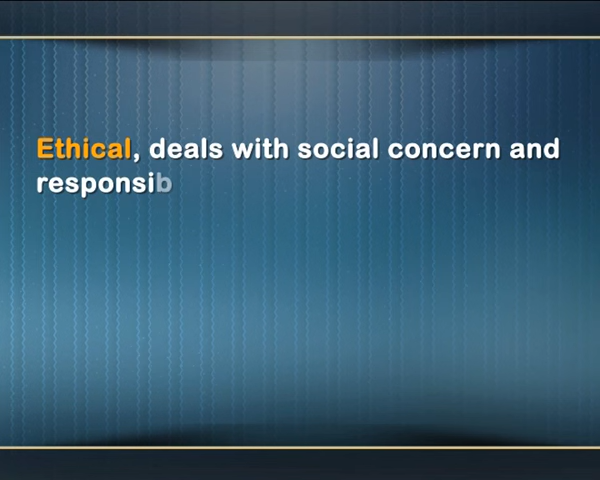 Ethical, deals with social concern and
responsib